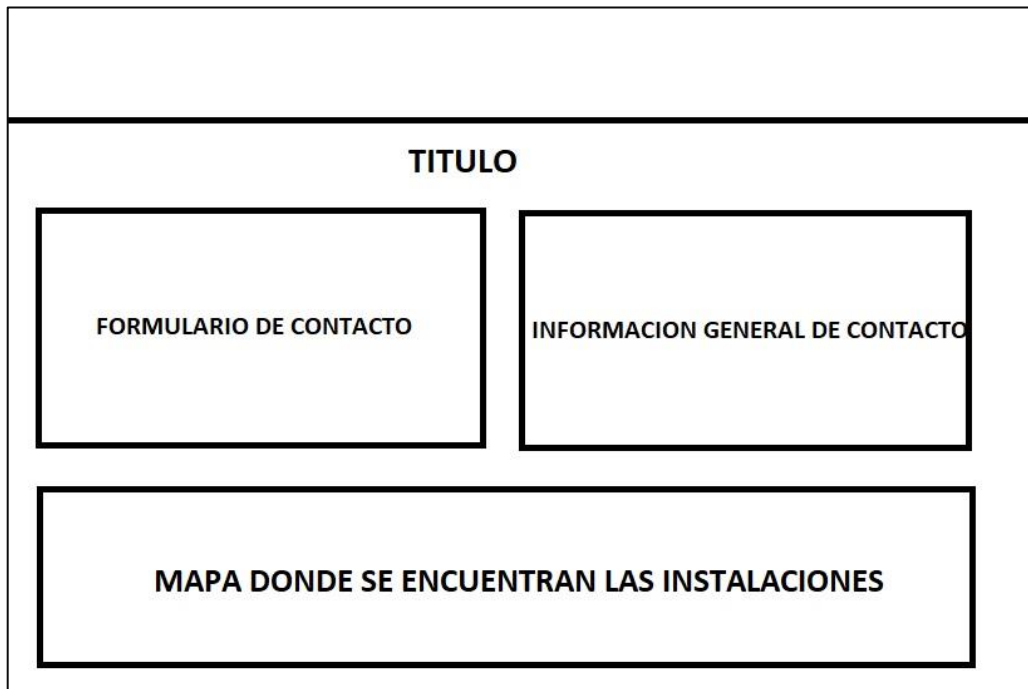 TITULO
FORMULARIO DE CONTACTO
INFORMACION GENERAL DE CONTACTO
MAPA DONDE SE ENCUENTRAN LAS INSTALACIONES